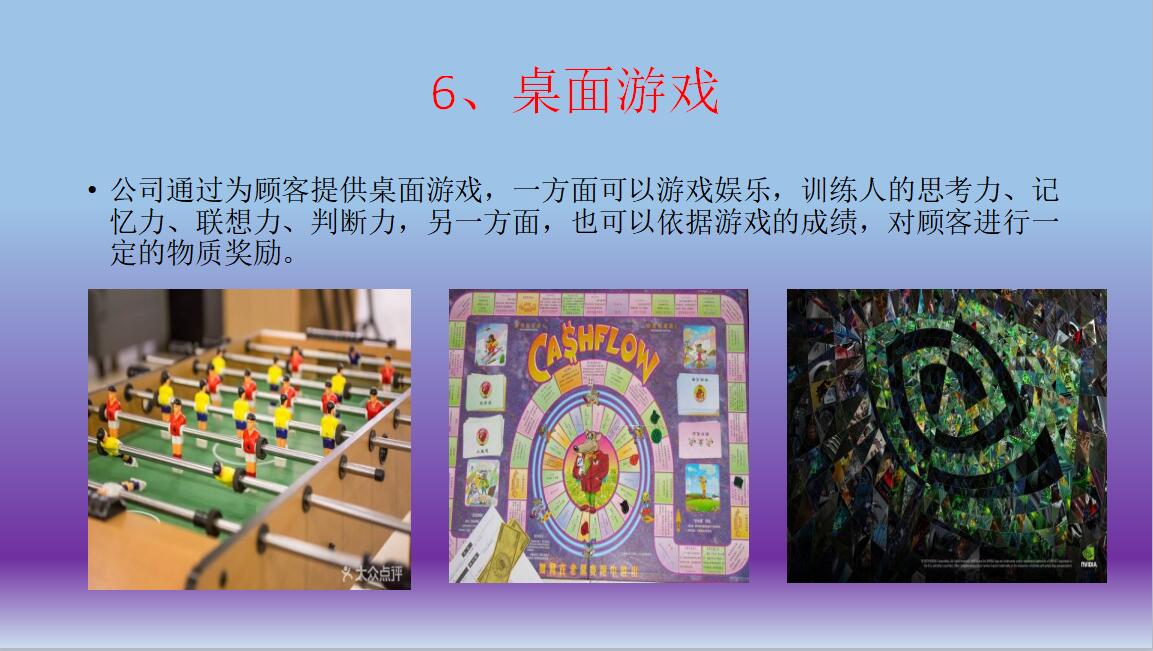 6、桌面游戏
• 公司通过为顾客提供桌面游戏，一方面可以游戏娱乐，训练人的思考力、记
忆力、联想力、判断力，另一方面，也可以依据游戏的成绩，对顾客进行一
定的物质奖励。
CA$HFLOW
大众点评
NVIDIA